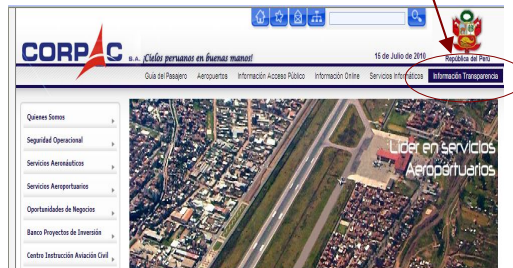 CORPAC S.A. ¡Cielos peruanos en buenas manos!
15 de Julio de 2010
República del Perú
Guía del Pasajero Aeropuertos Información Acceso Público Información Online Servicios Informáticos Información Transparencia
Quienes Somos
Seguridad Operacional
Servicios Aeronáuticos
Servicios Aeroportuarios
Oportunidades de Negocios
Banco Proyectos de Inversión
Centro Instrucción Aviación Civil
Líder en servicios
Aeroportuarios